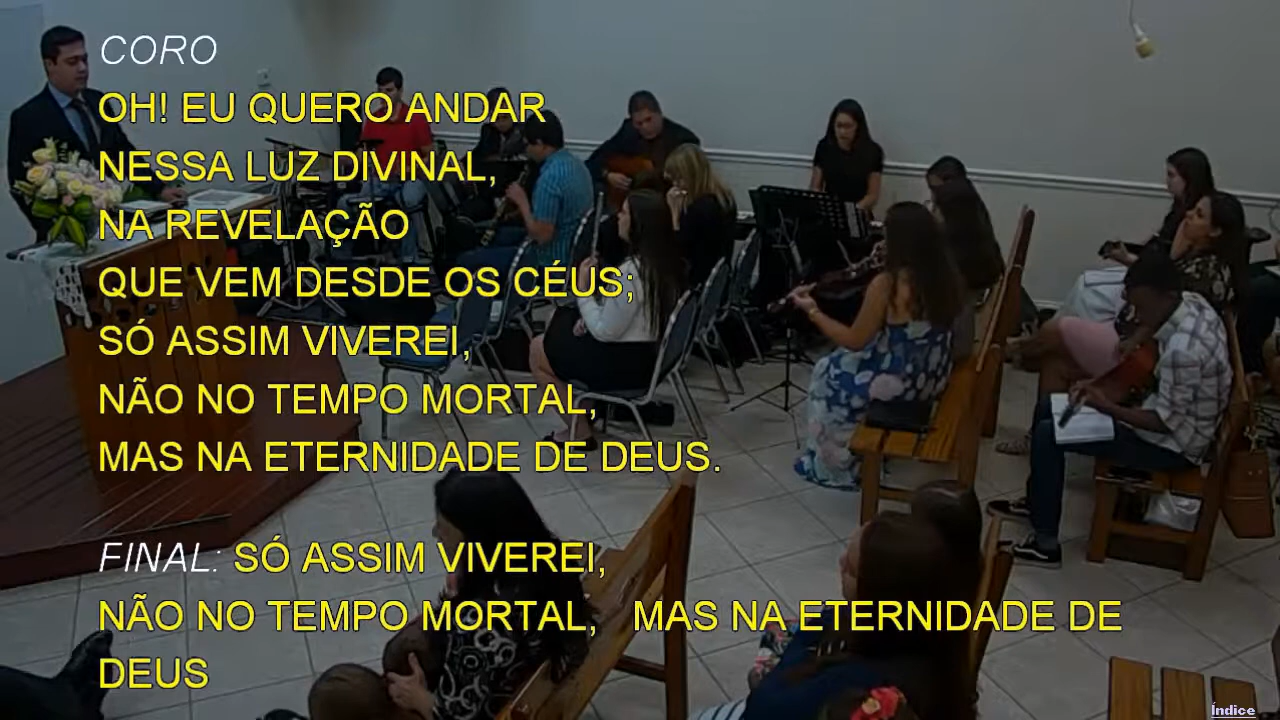 CORO
OH! EU QUERO ANDAR
NESSA LUZ DIVINAL,
NA REVELAÇÃO
QUE VEM DESDE OS CÉUS;
SÓ ASSIM VIVEREI,
NÃO NO TEMPO MORTAL,
MAS NA ETERNIDADE DE DEUS.
FINAL: SÓ ASSIM VIVEREI,
NÃO NO TEMPO MORTAL, MAS NA ETERNIDADE DE
DEUS
Índice